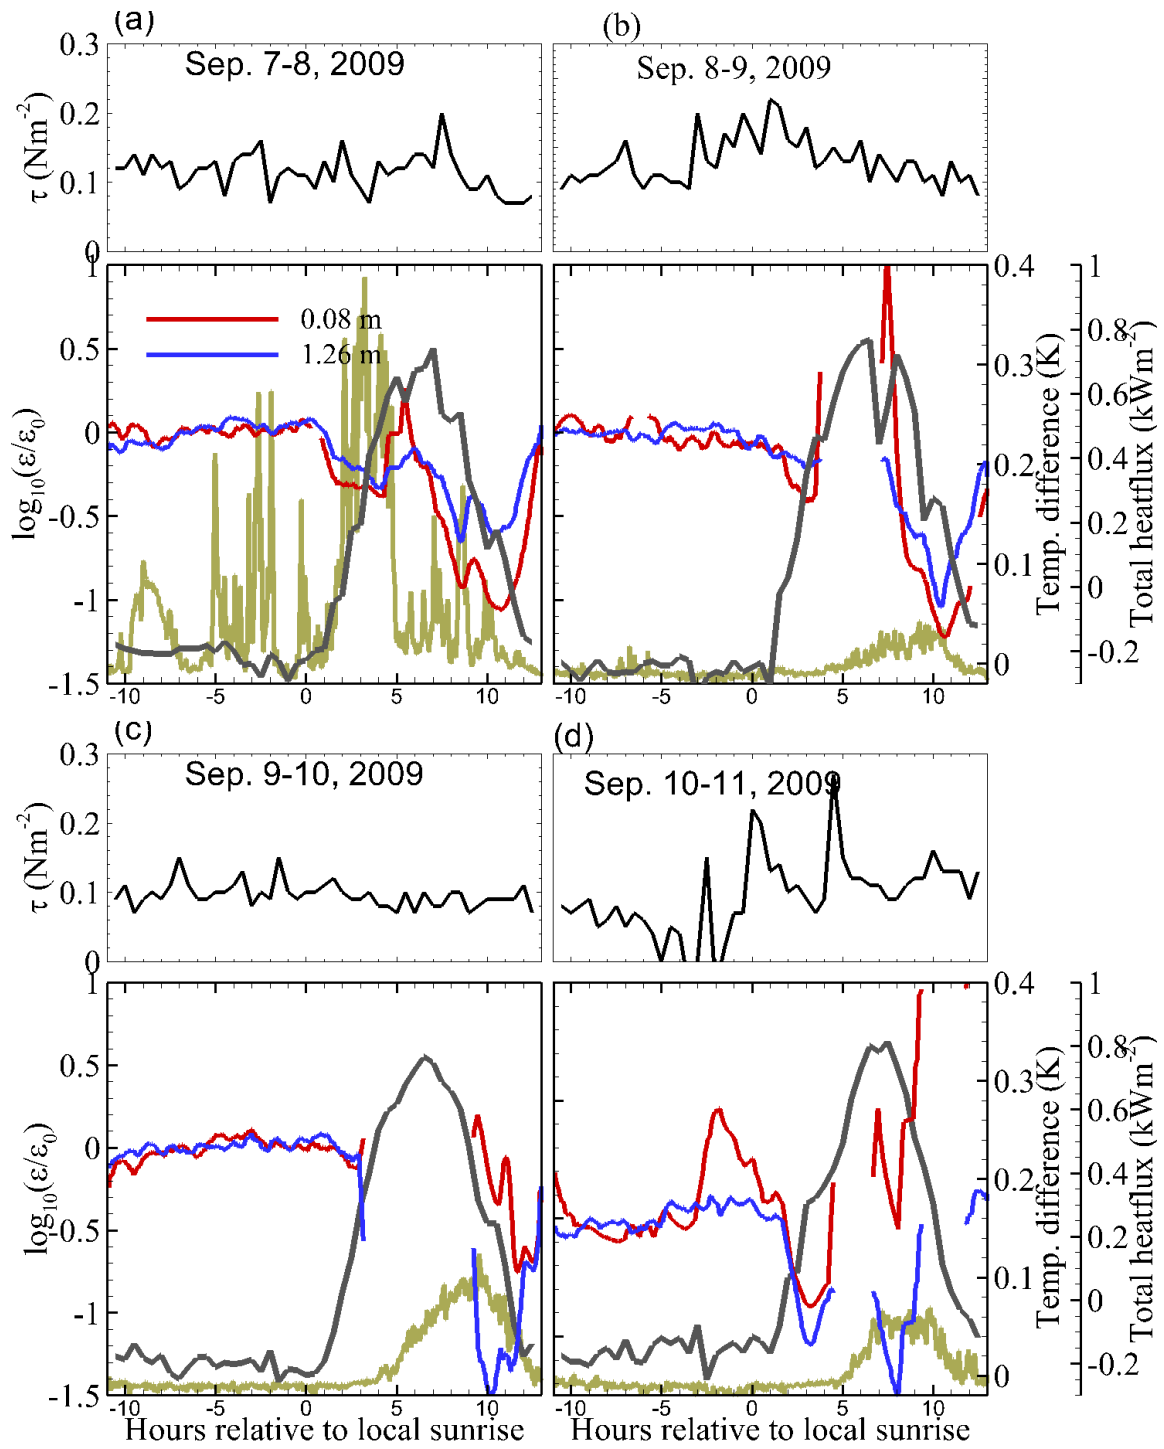 (a)
(b)
Sep. 7-8, 2009
Sep. 8-9, 2009
0.3
0.2
0.1
0
τ (Nm-2)
1
0.5
0
-0.5
-1
-1.5
log10(ε/ε0)
0.08 m
1.26 m
-10 -5 0 5 10
-10 -5 0 5 10
0.4
0.3
0.2
0.1
0
Temp. difference (K)
1
0.8
0.6
0.4
0.2
0
-0.2
Total heatflux (kWm-2)
(c)
(d)
Sep. 9-10, 2009
Sep. 10-11, 2009
0.3
0.2
0.1
0
τ (Nm-2)
1
0.5
0
-0.5
-1
-1.5
log10(ε/ε0)
-10 -5 0 5 10
-10 -5 0 5 10
0.4
0.3
0.2
0.1
0
Temp. difference (K)
1
0.8
0.6
0.4
0.2
0
-0.2
Total heatflux (kWm-2)
Hours relative to local sunrise
Hours relative to local sunrise